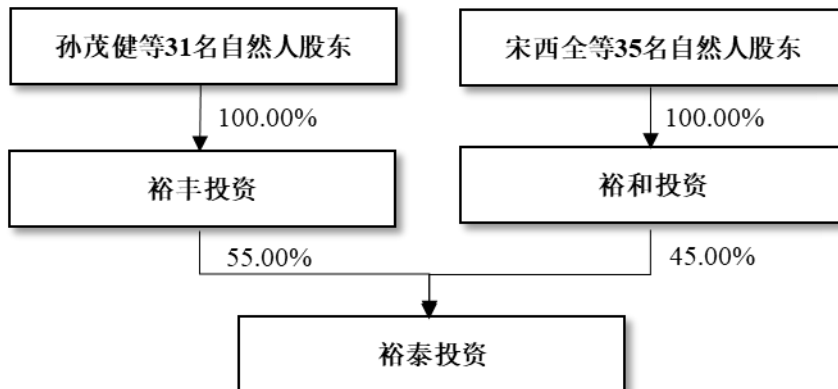 孙茂健等31名自然人股东
宋西全等35名自然人股东
100.00%
100.00%
裕丰投资
裕和投资
55.00%
45.00%
裕泰投资